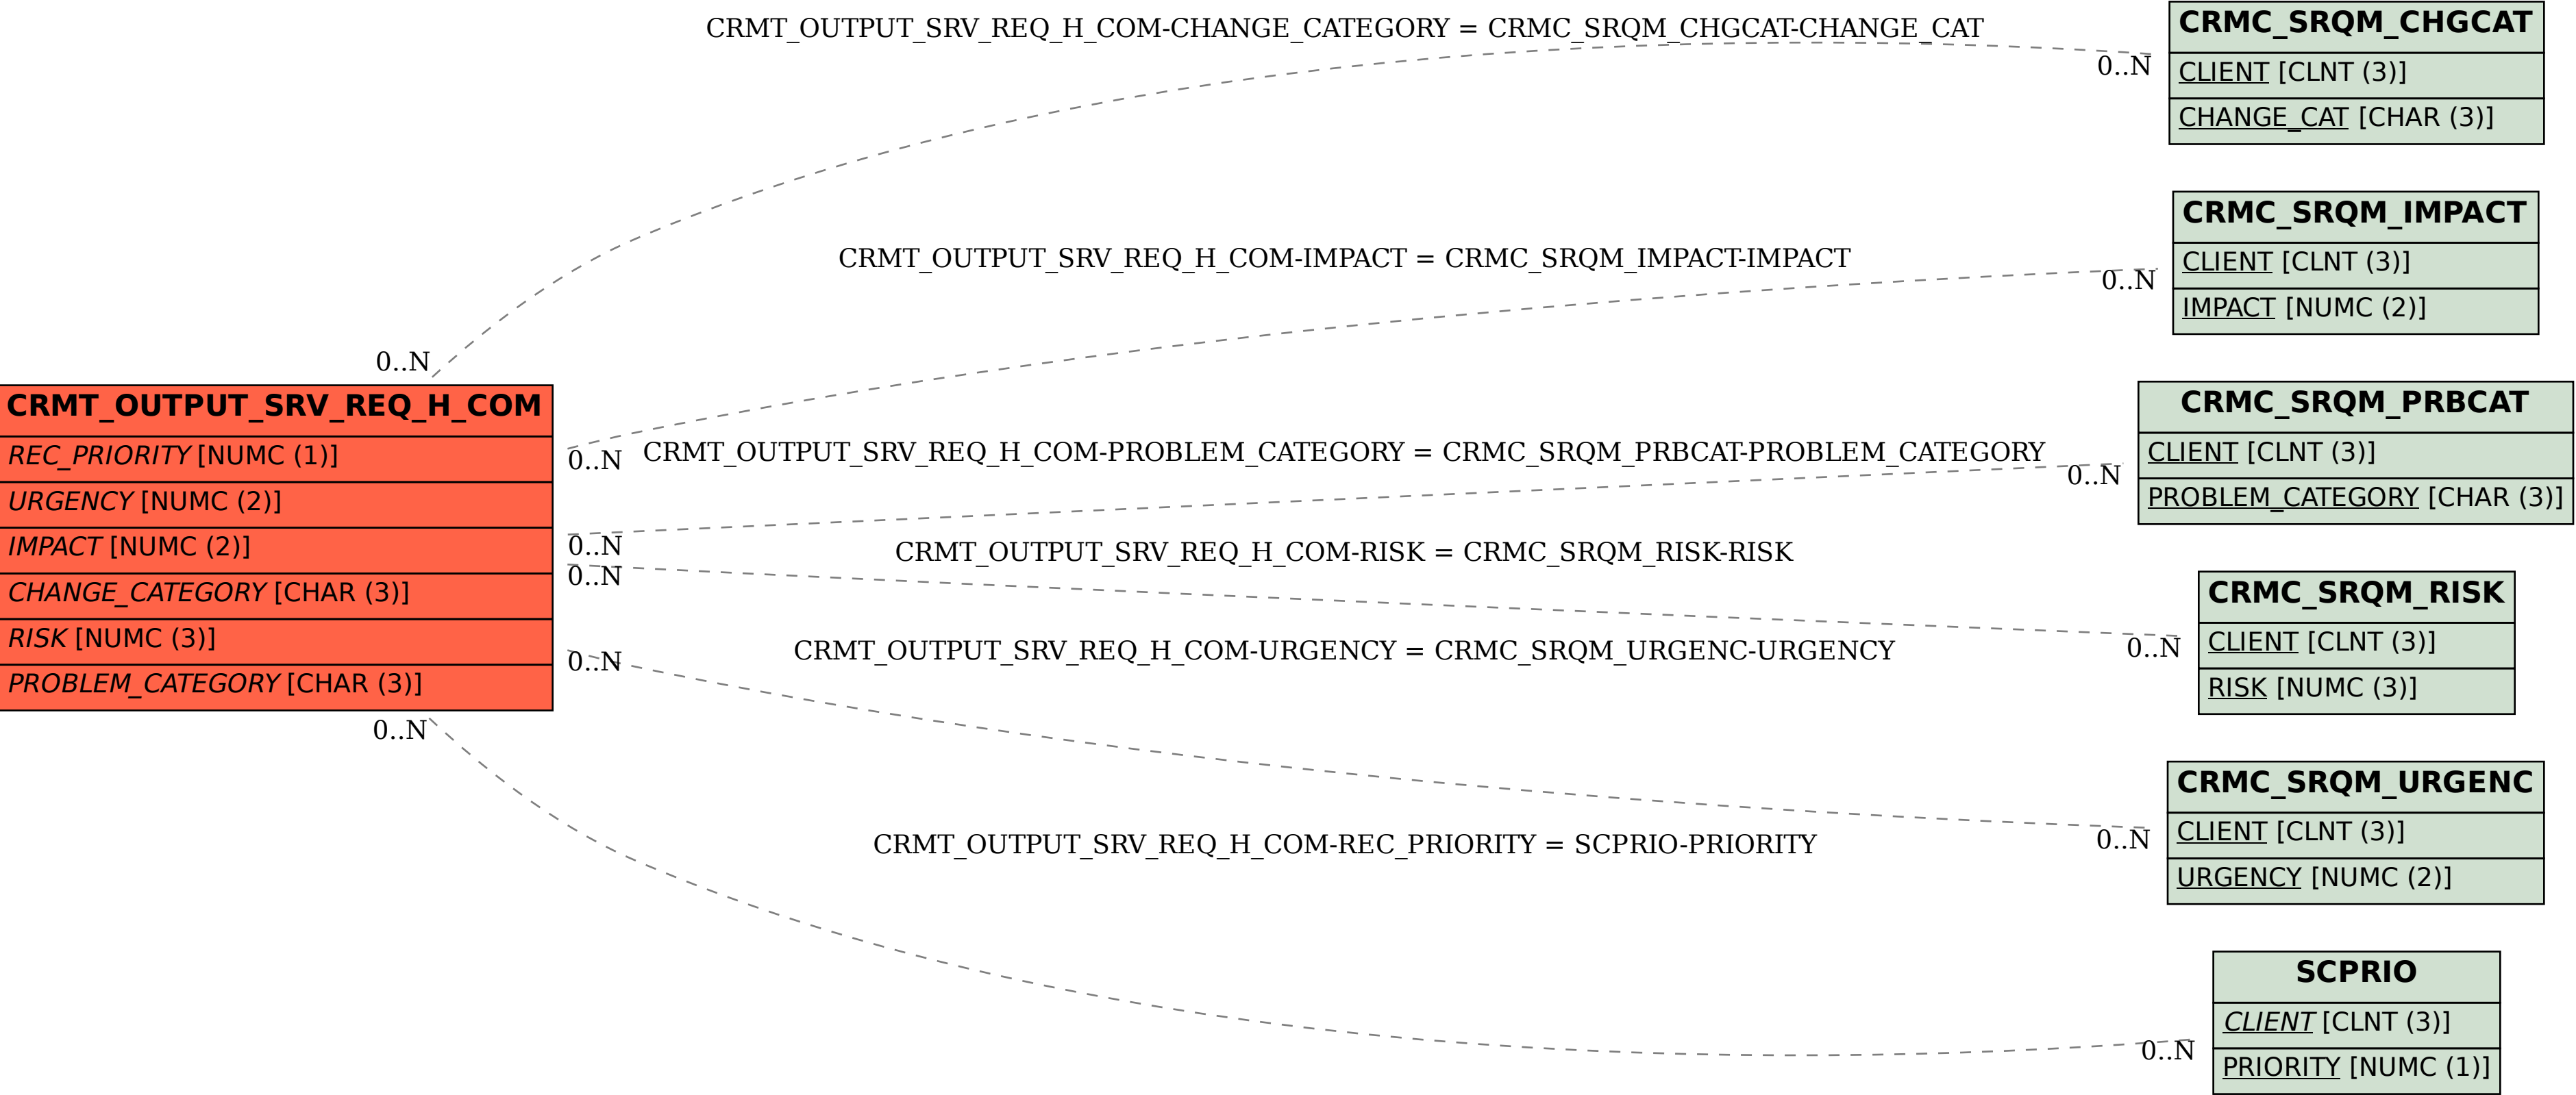 CRMT_OUTPUT_SRV_REQ_H_COM-CHANGE_CATEGORY = CRMC_SRQM_CHGCAT-CHANGE_CAT
0..N
0..N
CRMC_SRQM_CHGCAT
CLIENT [CLNT (3)]
CHANGE_CAT [CHAR (3)]
CRMT_OUTPUT_SRV_REQ_H_COM-IMPACT = CRMC_SRQM_IMPACT-IMPACT
0..N
0..N
CRMC_SRQM_IMPACT
CLIENT [CLNT (3)]
IMPACT [NUMC (2)]
CRMT_OUTPUT_SRV_REQ_H_COM
REC_PRIORITY [NUMC (1)]
URGENCY [NUMC (2)]
IMPACT [NUMC (2)]
CHANGE_CATEGORY [CHAR (3)]
RISK [NUMC (3)]
PROBLEM_CATEGORY [CHAR (3)]
CRMT_OUTPUT_SRV_REQ_H_COM-PROBLEM_CATEGORY = CRMC_SRQM_PRBCAT-PROBLEM_CATEGORY
0..N
0..N
CRMC_SRQM_PRBCAT
CLIENT [CLNT (3)]
PROBLEM_CATEGORY [CHAR (3)]
CRMT_OUTPUT_SRV_REQ_H_COM-RISK = CRMC_SRQM_RISK-RISK
0..N
0..N
CRMC_SRQM_RISK
CLIENT [CLNT (3)]
RISK [NUMC (3)]
CRMT_OUTPUT_SRV_REQ_H_COM-URGENCY = CRMC_SRQM_URGENC-URGENCY
0..N
0..N
CRMC_SRQM_URGENC
CLIENT [CLNT (3)]
URGENCY [NUMC (2)]
CRMT_OUTPUT_SRV_REQ_H_COM-REC_PRIORITY = SCPRIO-PRIORITY
0..N
0..N
SCPRIO
CLIENT [CLNT (3)]
PRIORITY [NUMC (1)]